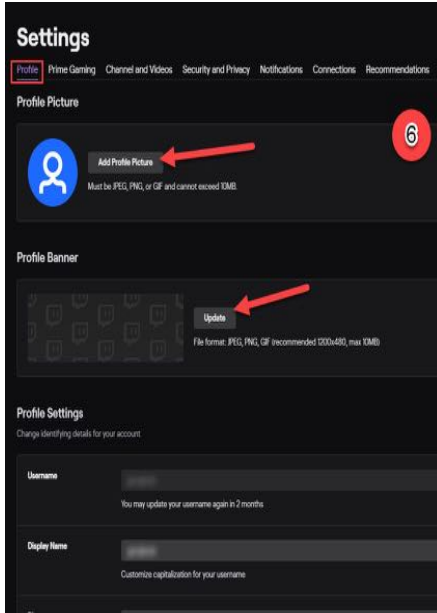 Settings
Profile Prime Gaming Channel and Videos Security and Privacy Notifications Connections Recommendations
Profile Picture
6
Add Profile Picture
Must be JPEG, PNG, or GIF and cannot exceed 10MB.
Profile Banner
Update
File format: JPEG, PNG, GIF (recommended 1200x480, max 10MB)
Profile Settings
Change identifying details for your account
Username
You may update your username again in 2 months
Display Name
Customize capitalization for your username